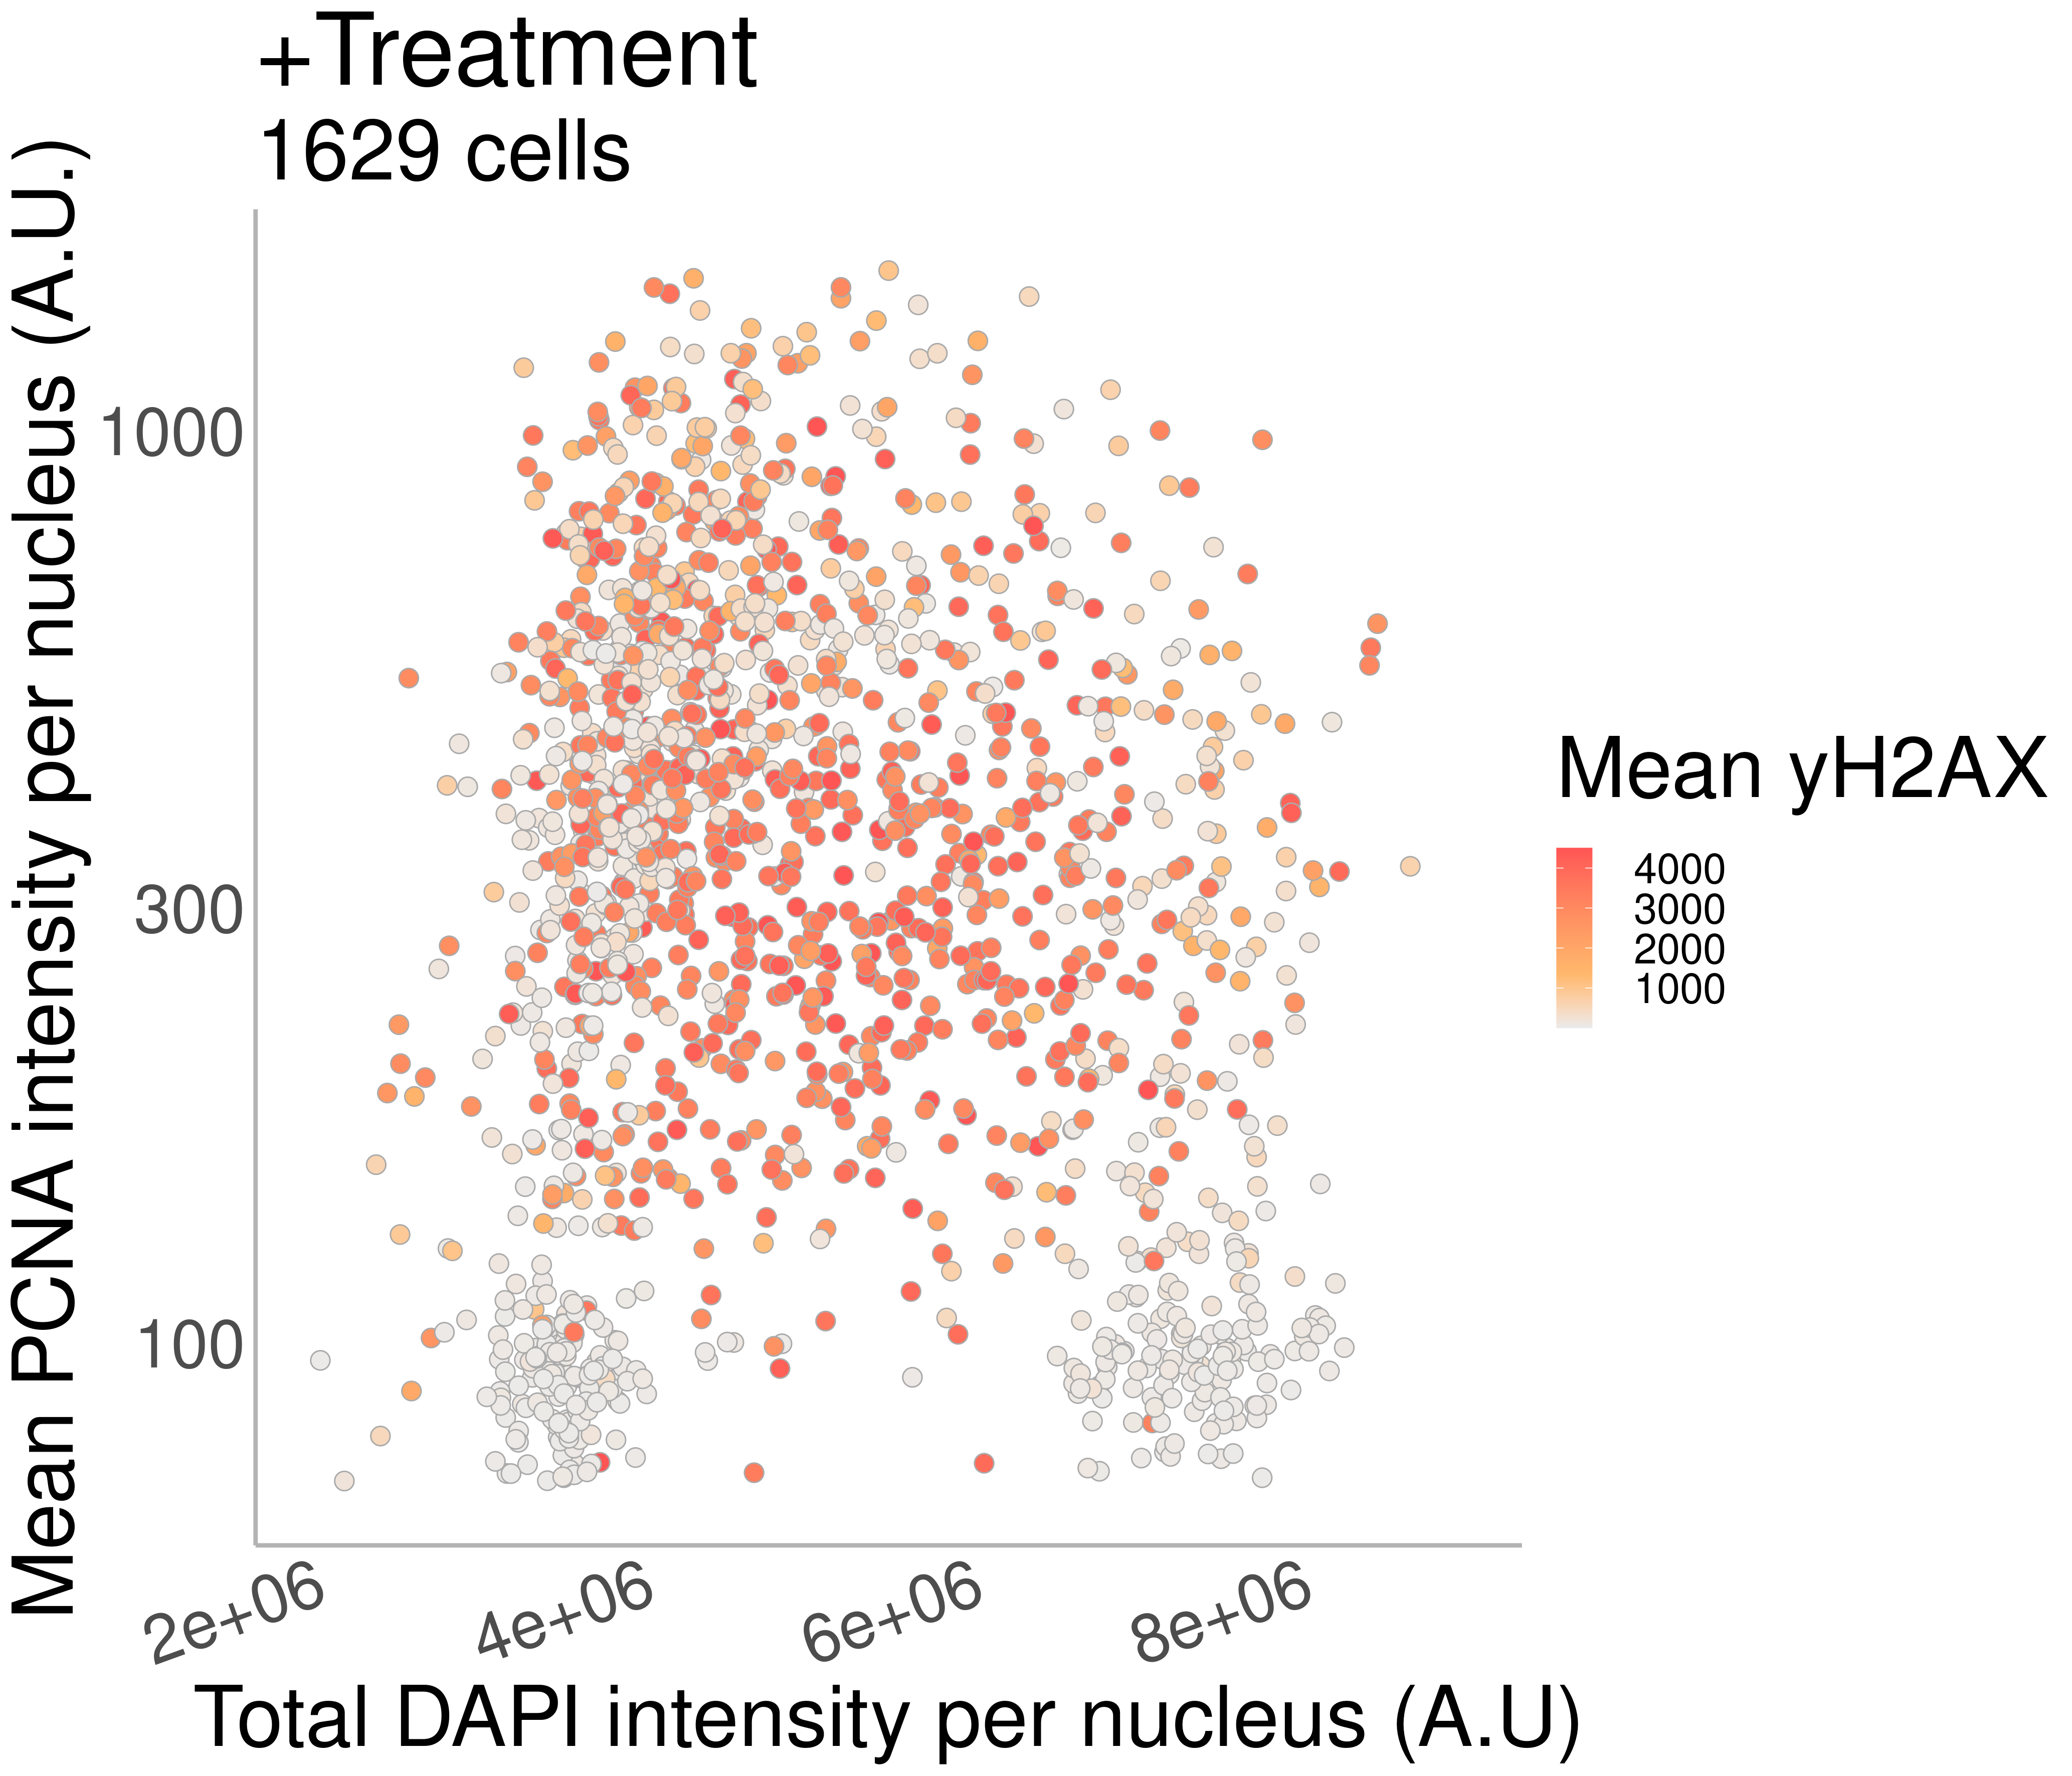 +Treatment
1629 cells
Mean PCNA intensity per nucleus (A.U.)
1000
300
100
2e+06
4e+06
6e+06
8e+06
Total DAPI intensity per nucleus (A.U)
Mean yH2AX
4000
3000
2000
1000